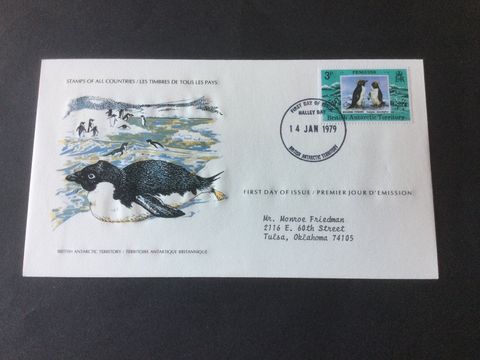 STAMPS OF ALL COUNTRIES / LES TIMBRES DE TOUS LES PAYS
3p
PENGUINS
British Antarctic Territory
FIRST DAY OF
HALLEY BAY
14 JAN 1979
BRITISH ANTARCTIC TERRITORY
FIRST DAY OF ISSUE / PREMIER JOUR D'EMISSION
Mr. Monroe Friedman
2116 E. 60th Street
Tulsa, Oklahoma 74105
BRITISH ANTARCTIC TERRITORY / TERRITOIRE ANTARCTIQUE BRITANNIQUE